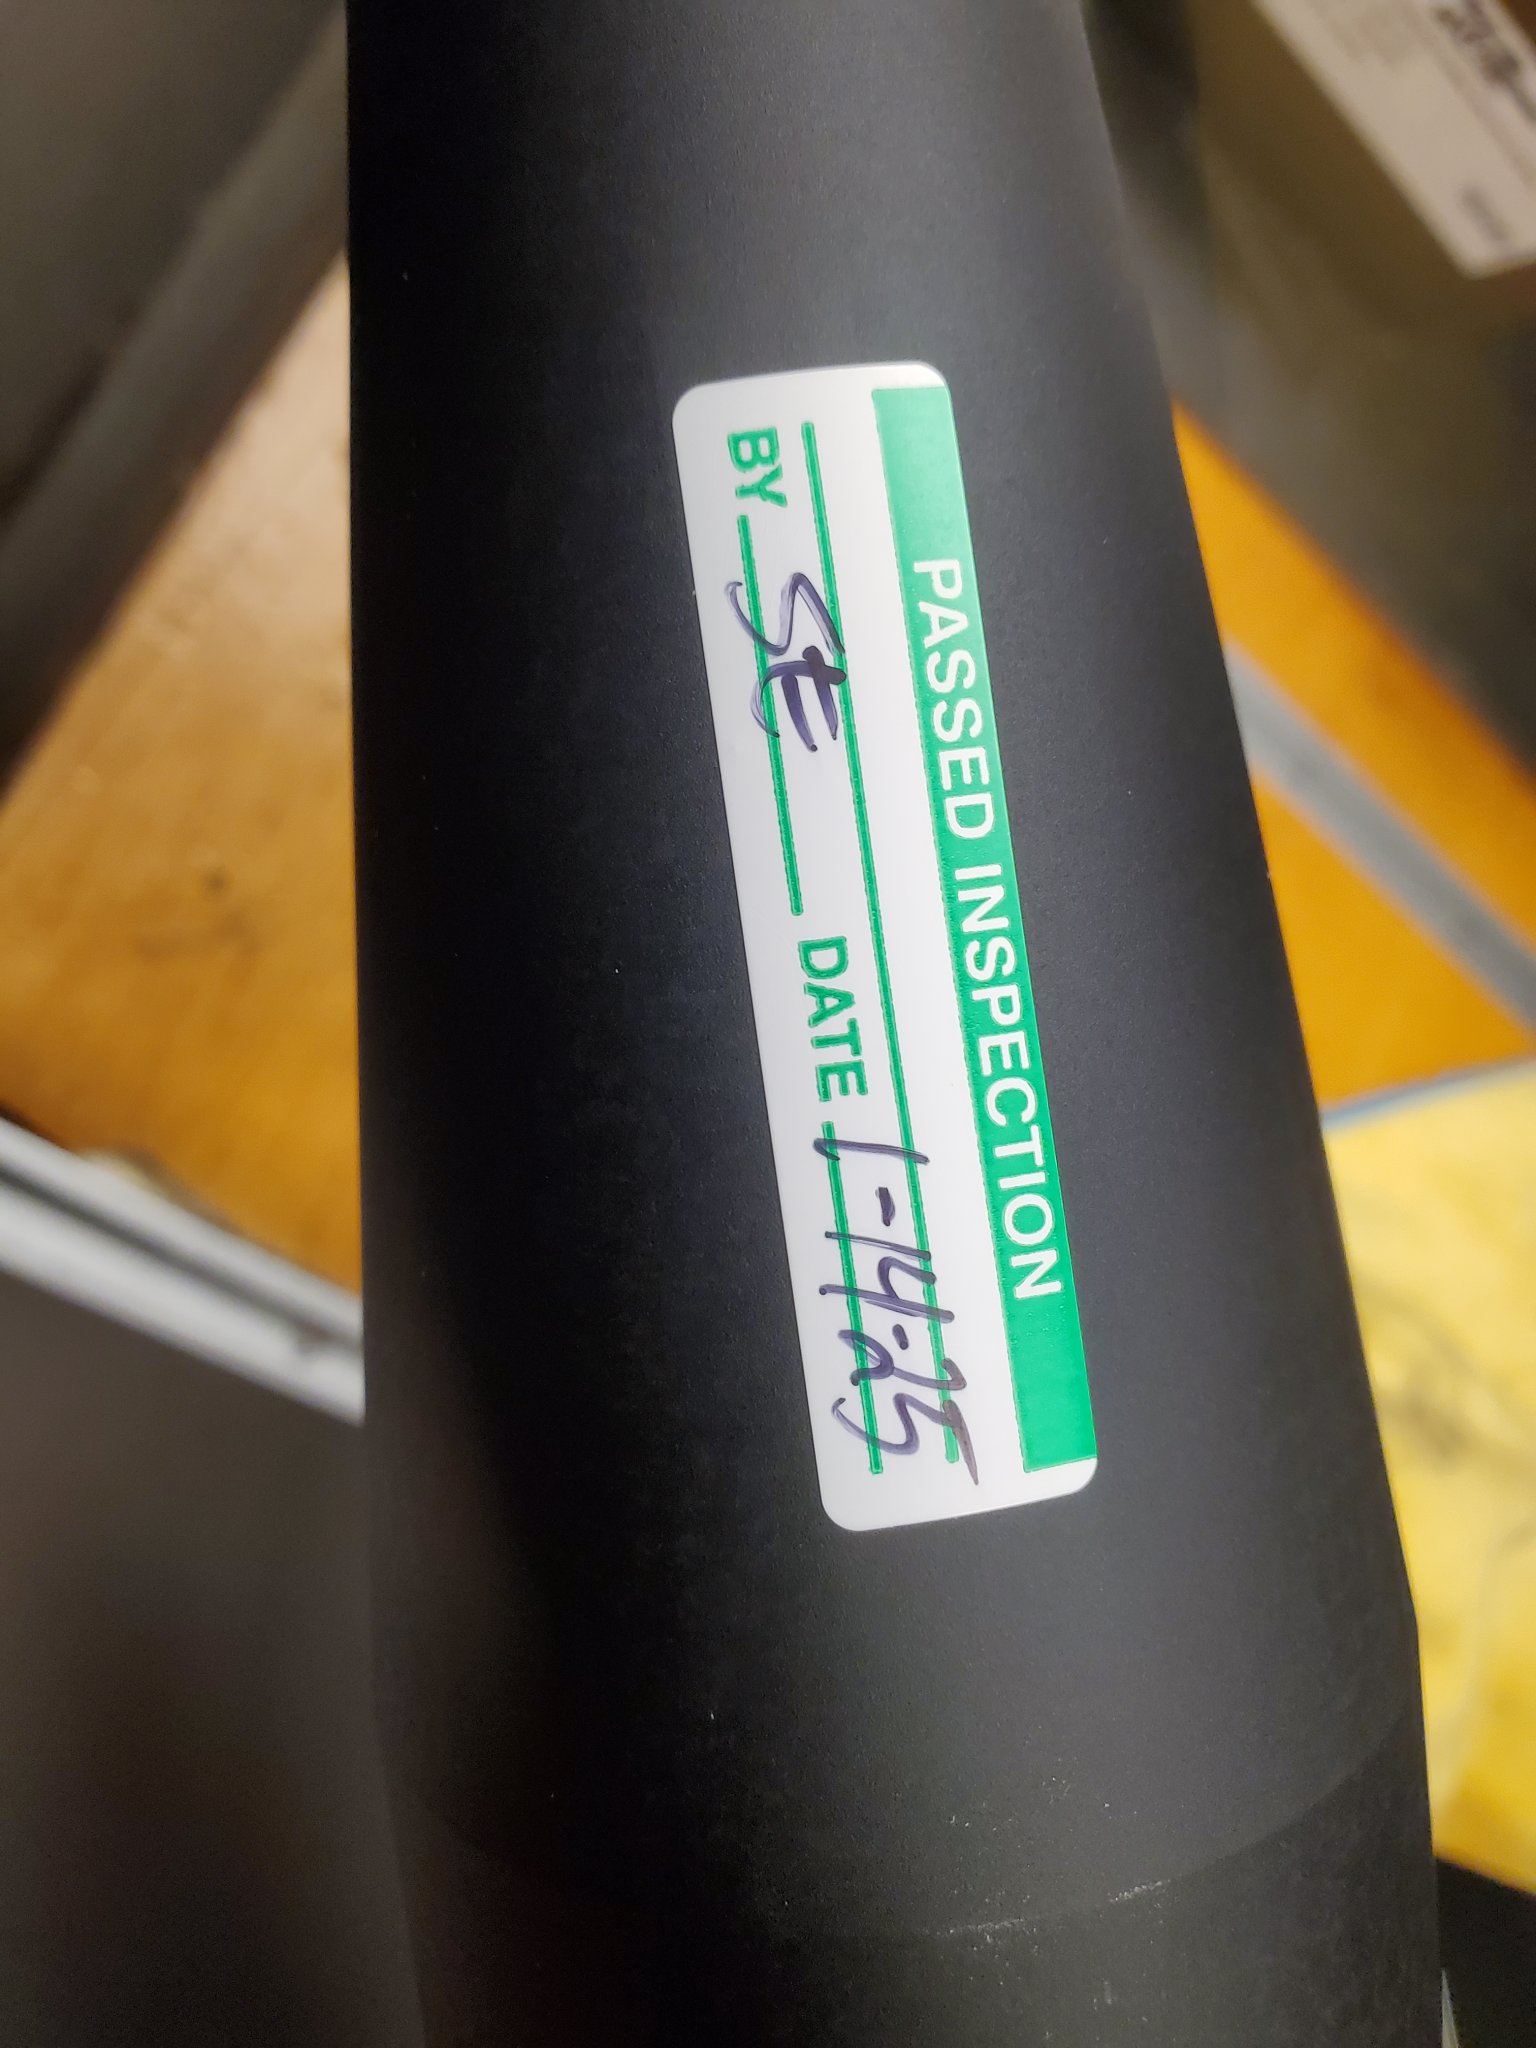 PASSED INSPECTION
BY SE DATE 1-14-25